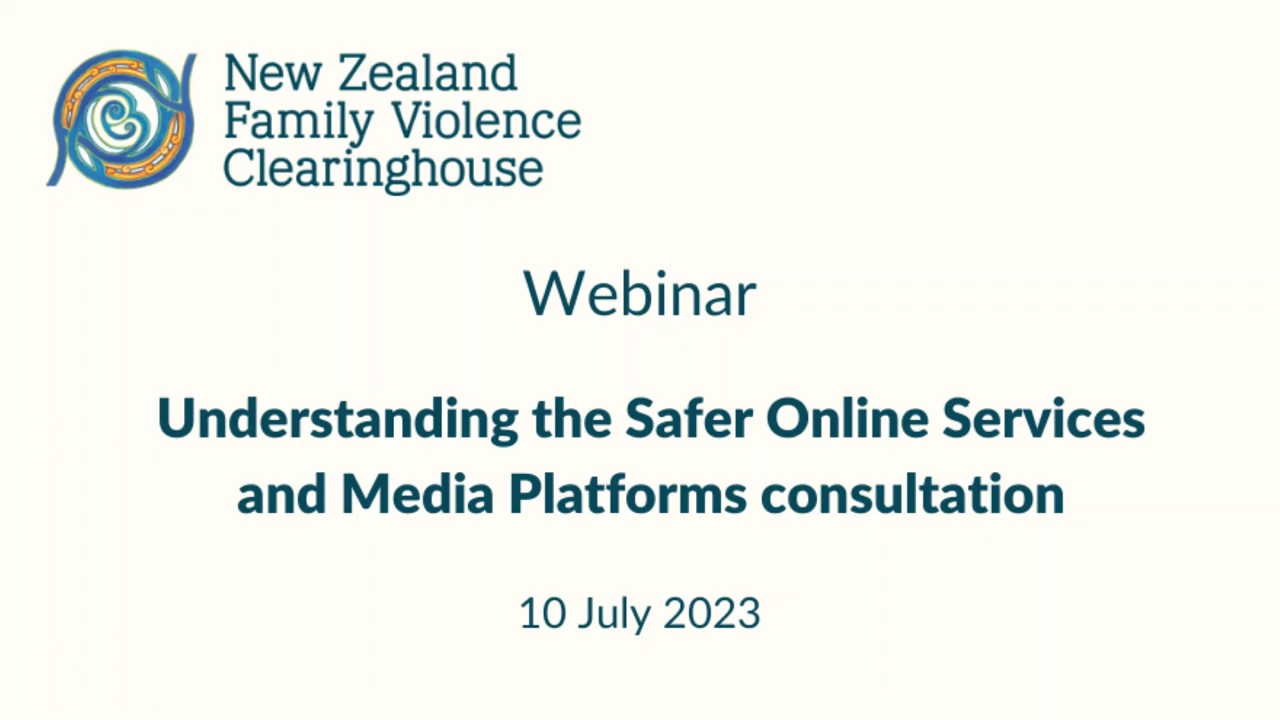 New Zealand
Family Violence
Clearinghouse
Webinar
Understanding the Safer Online Services
and Media Platforms consultation
10 July 2023